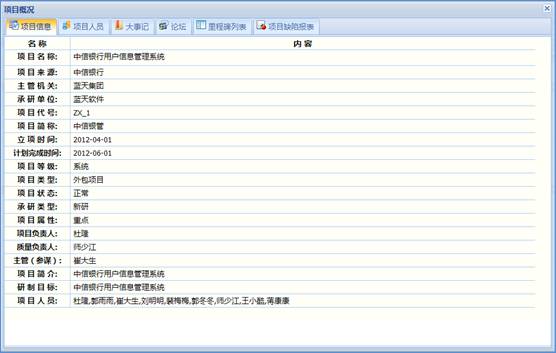 项目概况
项目信息 项目人员 大事记 论坛 里程碑列表 项目缺陷报表
名 称 内 容
项 目 名 称: 中信银行用户信息管理系统
项 目 来 源: 中信银行
主 管 机 关: 蓝天集团
承 研 单 位: 蓝天软件
项 目 代 号: ZX_1
项 目 简 称: 中信银管
立 项 时 间: 2012-04-01
计划完成时间: 2012-06-01
项 目 等 级: 系统
项 目 类 型: 外包项目
项 目 状 态: 正常
承 研 类 型: 新研
项 目 属 性: 重点
项目负责人: 杜隆
质量负责人: 师少江
主管（参谋）: 崔大生
项 目 简 介: 中信银行用户信息管理系统
研 制 目 标: 中信银行用户信息管理系统
项 目 人 员: 杜隆,郭雨雨,崔大生,刘明明,裴梅梅,郭冬冬,师少江,王小酷,蒋康康